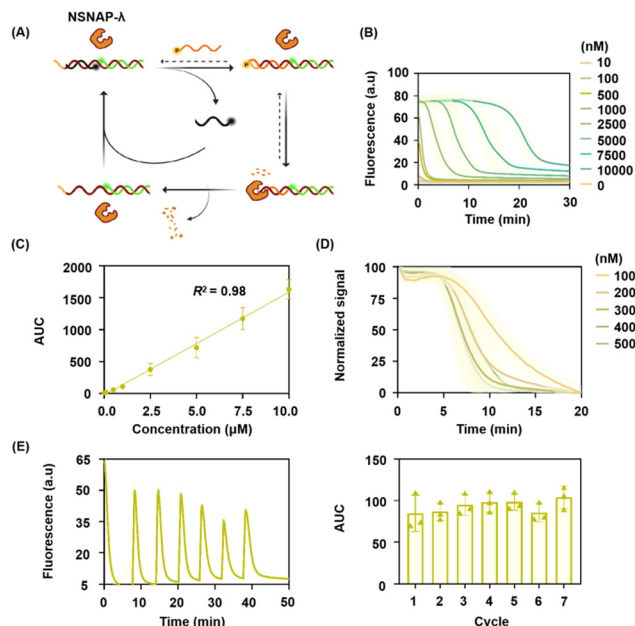 NSNAP-λ
(A)
P
P
(B)
Fluorescence (a.u)
100
80
60
40
20
0
0 10 20 30
Time (min)
(nM)
10
100
500
1000
2500
5000
7500
10000
0
(C)
AUC
2000
1500
1000
500
0
R² = 0.98
0.0 2.5 5.0 7.5 10.0
Concentration (µM)
(D)
Normalized signal
100
75
50
25
0
0 5 10 15 20
Time (min)
(nM)
100
200
300
400
500
(E)
Fluorescence (a.u)
65
45
35
25
15
5
0 10 20 30 40 50
Time (min)
AUC
150
100
50
0
1 2 3 4 5 6 7
Cycle